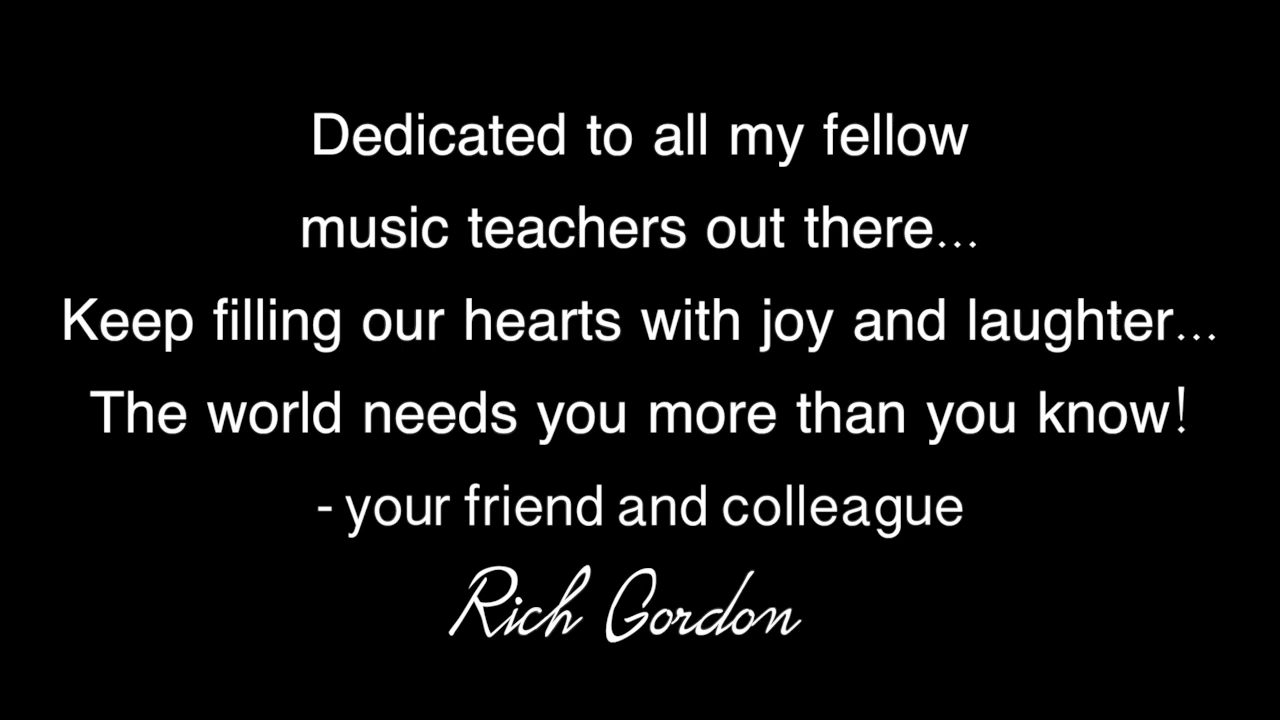 Dedicated to all my fellow
music teachers out there...
Keep filling our hearts with joy and laughter...
The world needs you more than you know!
- your friend and colleague
Rich Gordon